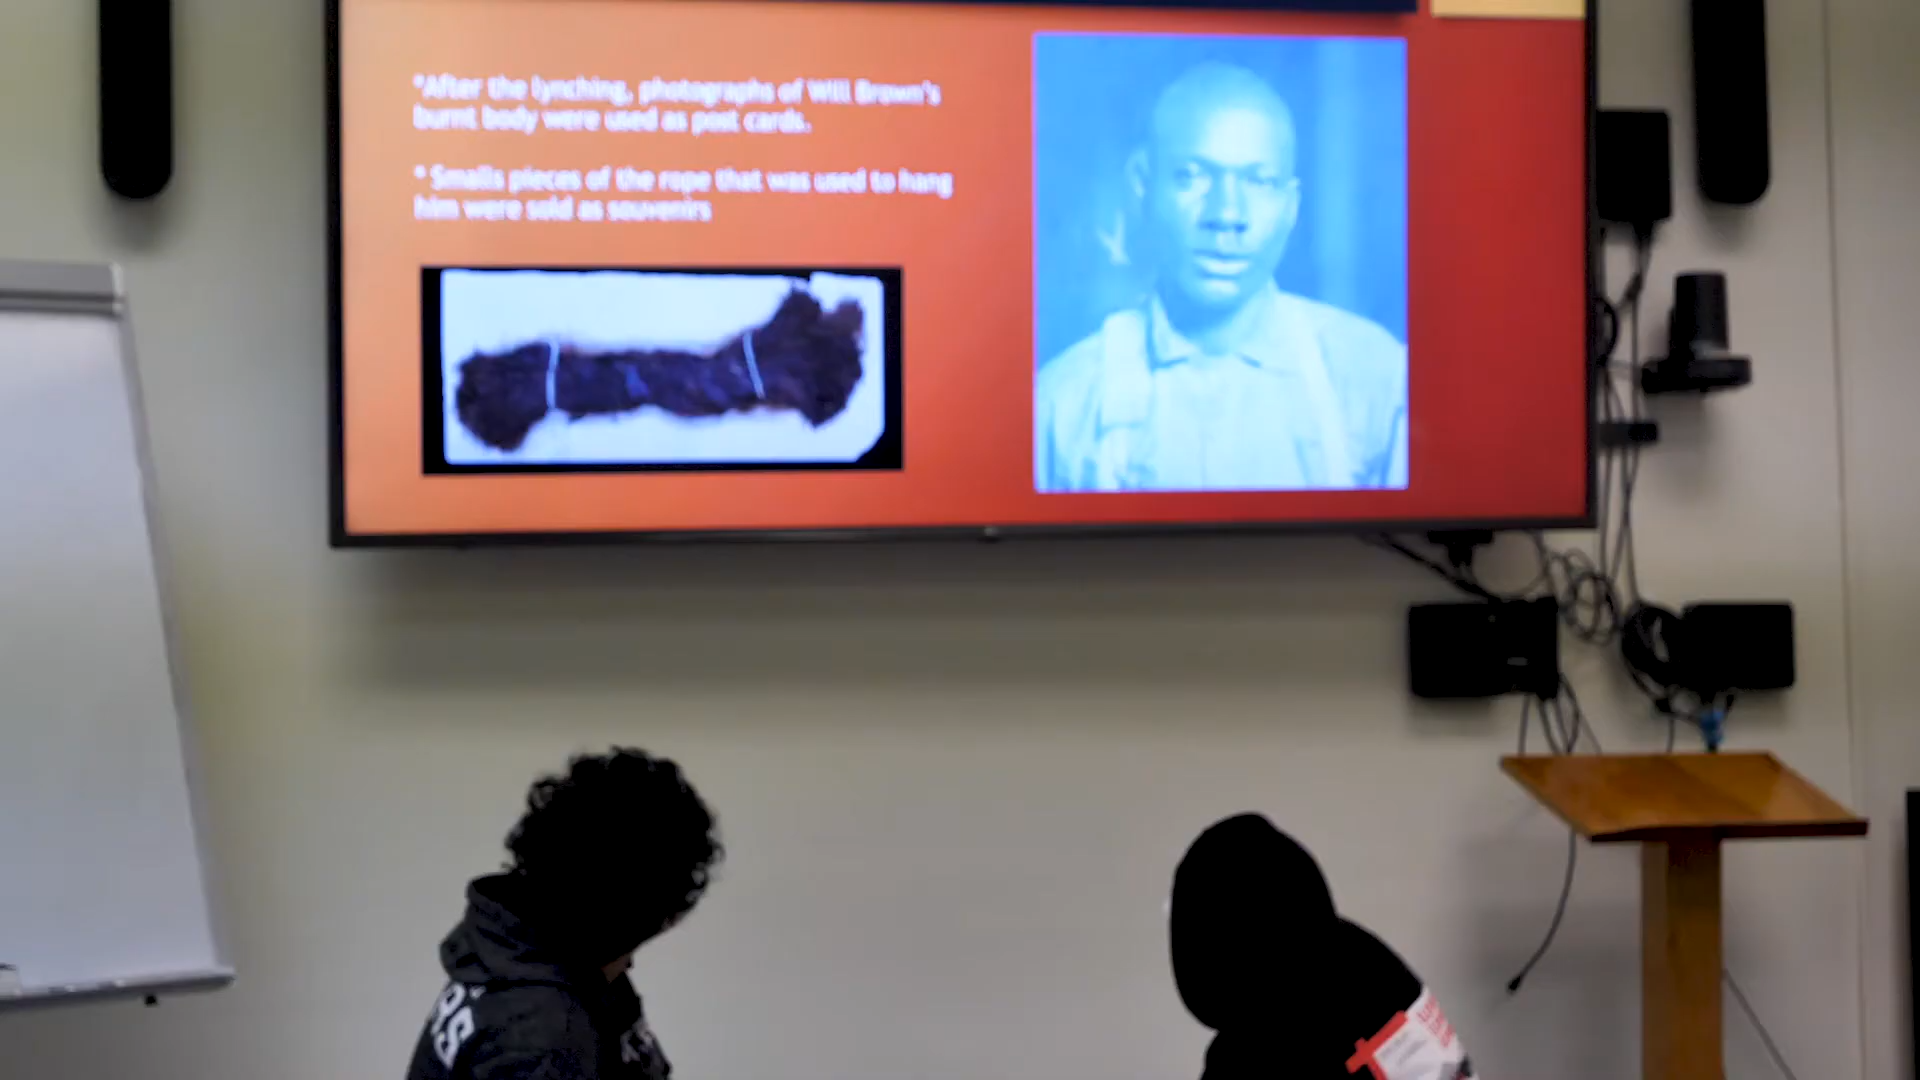 *After the lynching, photographs of Will Brown's
burnt body were used as post cards.
* Smalls pieces of the rope that was used to hang
him were sold as souvenirs
RS